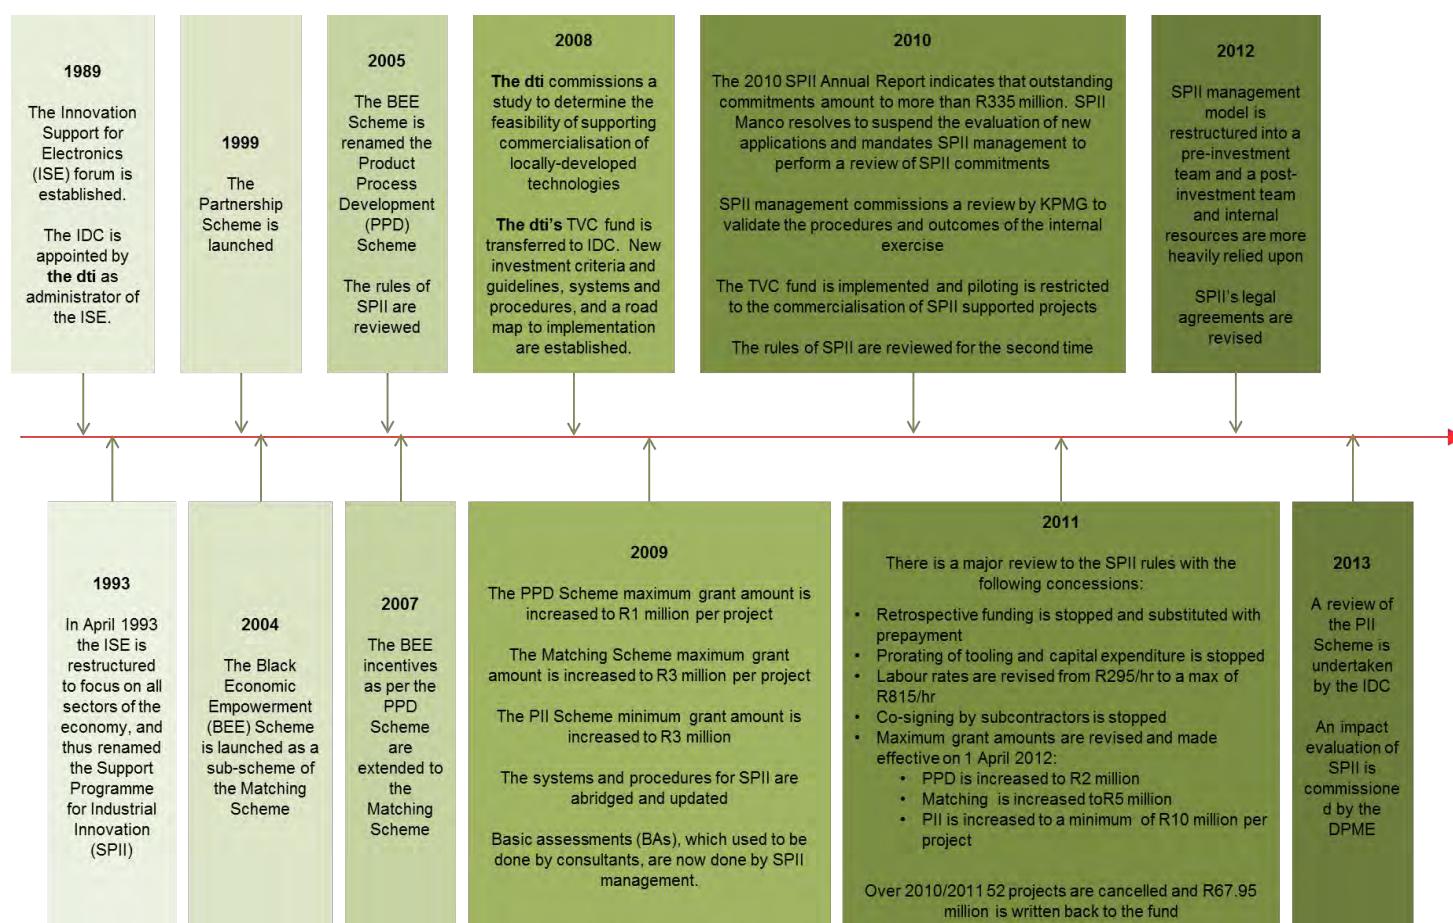 1989
The Innovation
Support for
Electronics
(ISE) forum is
established.
The IDC is
appointed by
the dti as
administrator of
the ISE.
1999
The
Partnership
Scheme is
launched
2005
The BEE
Scheme is
renamed the
Product
Process
Development
(PPD)
Scheme
The rules of
SPII are
reviewed
2008
The dti commissions a
study to determine the
feasibility of supporting
commercialisation of
locally-developed
technologies
The dti's TVC fund is
transferred to IDC. New
investment criteria and
guidelines, systems and
procedures, and a road
map to implementation
are established.
2010
The 2010 SPII Annual Report indicates that outstanding
commitments amount to more than R335 million. SPII
Manco resolves to suspend the evaluation of new
applications and mandates SPII management to
perform a review of SPII commitments
SPII management commissions a review by KPMG to
validate the procedures and outcomes of the internal
exercise
The TVC fund is implemented and piloting is restricted
to the commercialisation of SPII supported projects
The rules of SPII are reviewed for the second time
2012
SPII management
model is
restructured into a
pre-investment
team and a post-
investment team
and internal
resources are more
heavily relied upon
SPII's legal
agreements are
revised
1993
In April 1993
the ISE is
restructured
to focus on all
sectors of the
economy, and
thus renamed
the Support
Programme
for Industrial
Innovation
(SPII)
2004
The Black
Economic
Empowerment
(BEE) Scheme
is launched as a
sub-scheme of
the Matching
Scheme
2007
The BEE
incentives
as per the
PPD
Scheme
are
extended to
the
Matching
Scheme
2009
The PPD Scheme maximum grant amount is
increased to R1 million per project
The Matching Scheme maximum grant
amount is increased to R3 million per project
The PII Scheme minimum grant amount is
increased to R3 million
The systems and procedures for SPII are
abridged and updated
Basic assessments (BAs), which used to be
done by consultants, are now done by SPII
management.
2011
There is a major review to the SPII rules with the
following concessions:
• Retrospective funding is stopped and substituted with
prepayment
• Prorating of tooling and capital expenditure is stopped
• Labour rates are revised from R295/hr to a max of
R815/hr
• Co-signing by subcontractors is stopped
• Maximum grant amounts are revised and made
effective on 1 April 2012:
• PPD is increased to R2 million
• Matching is increased toR5 million
• PII is increased to a minimum of R10 million per
project
Over 2010/2011 52 projects are cancelled and R67.95
million is written back to the fund
2013
A review of
the PII
Scheme is
undertaken
by the IDC
An impact
evaluation of
SPII is
commissione
d by the
DPME